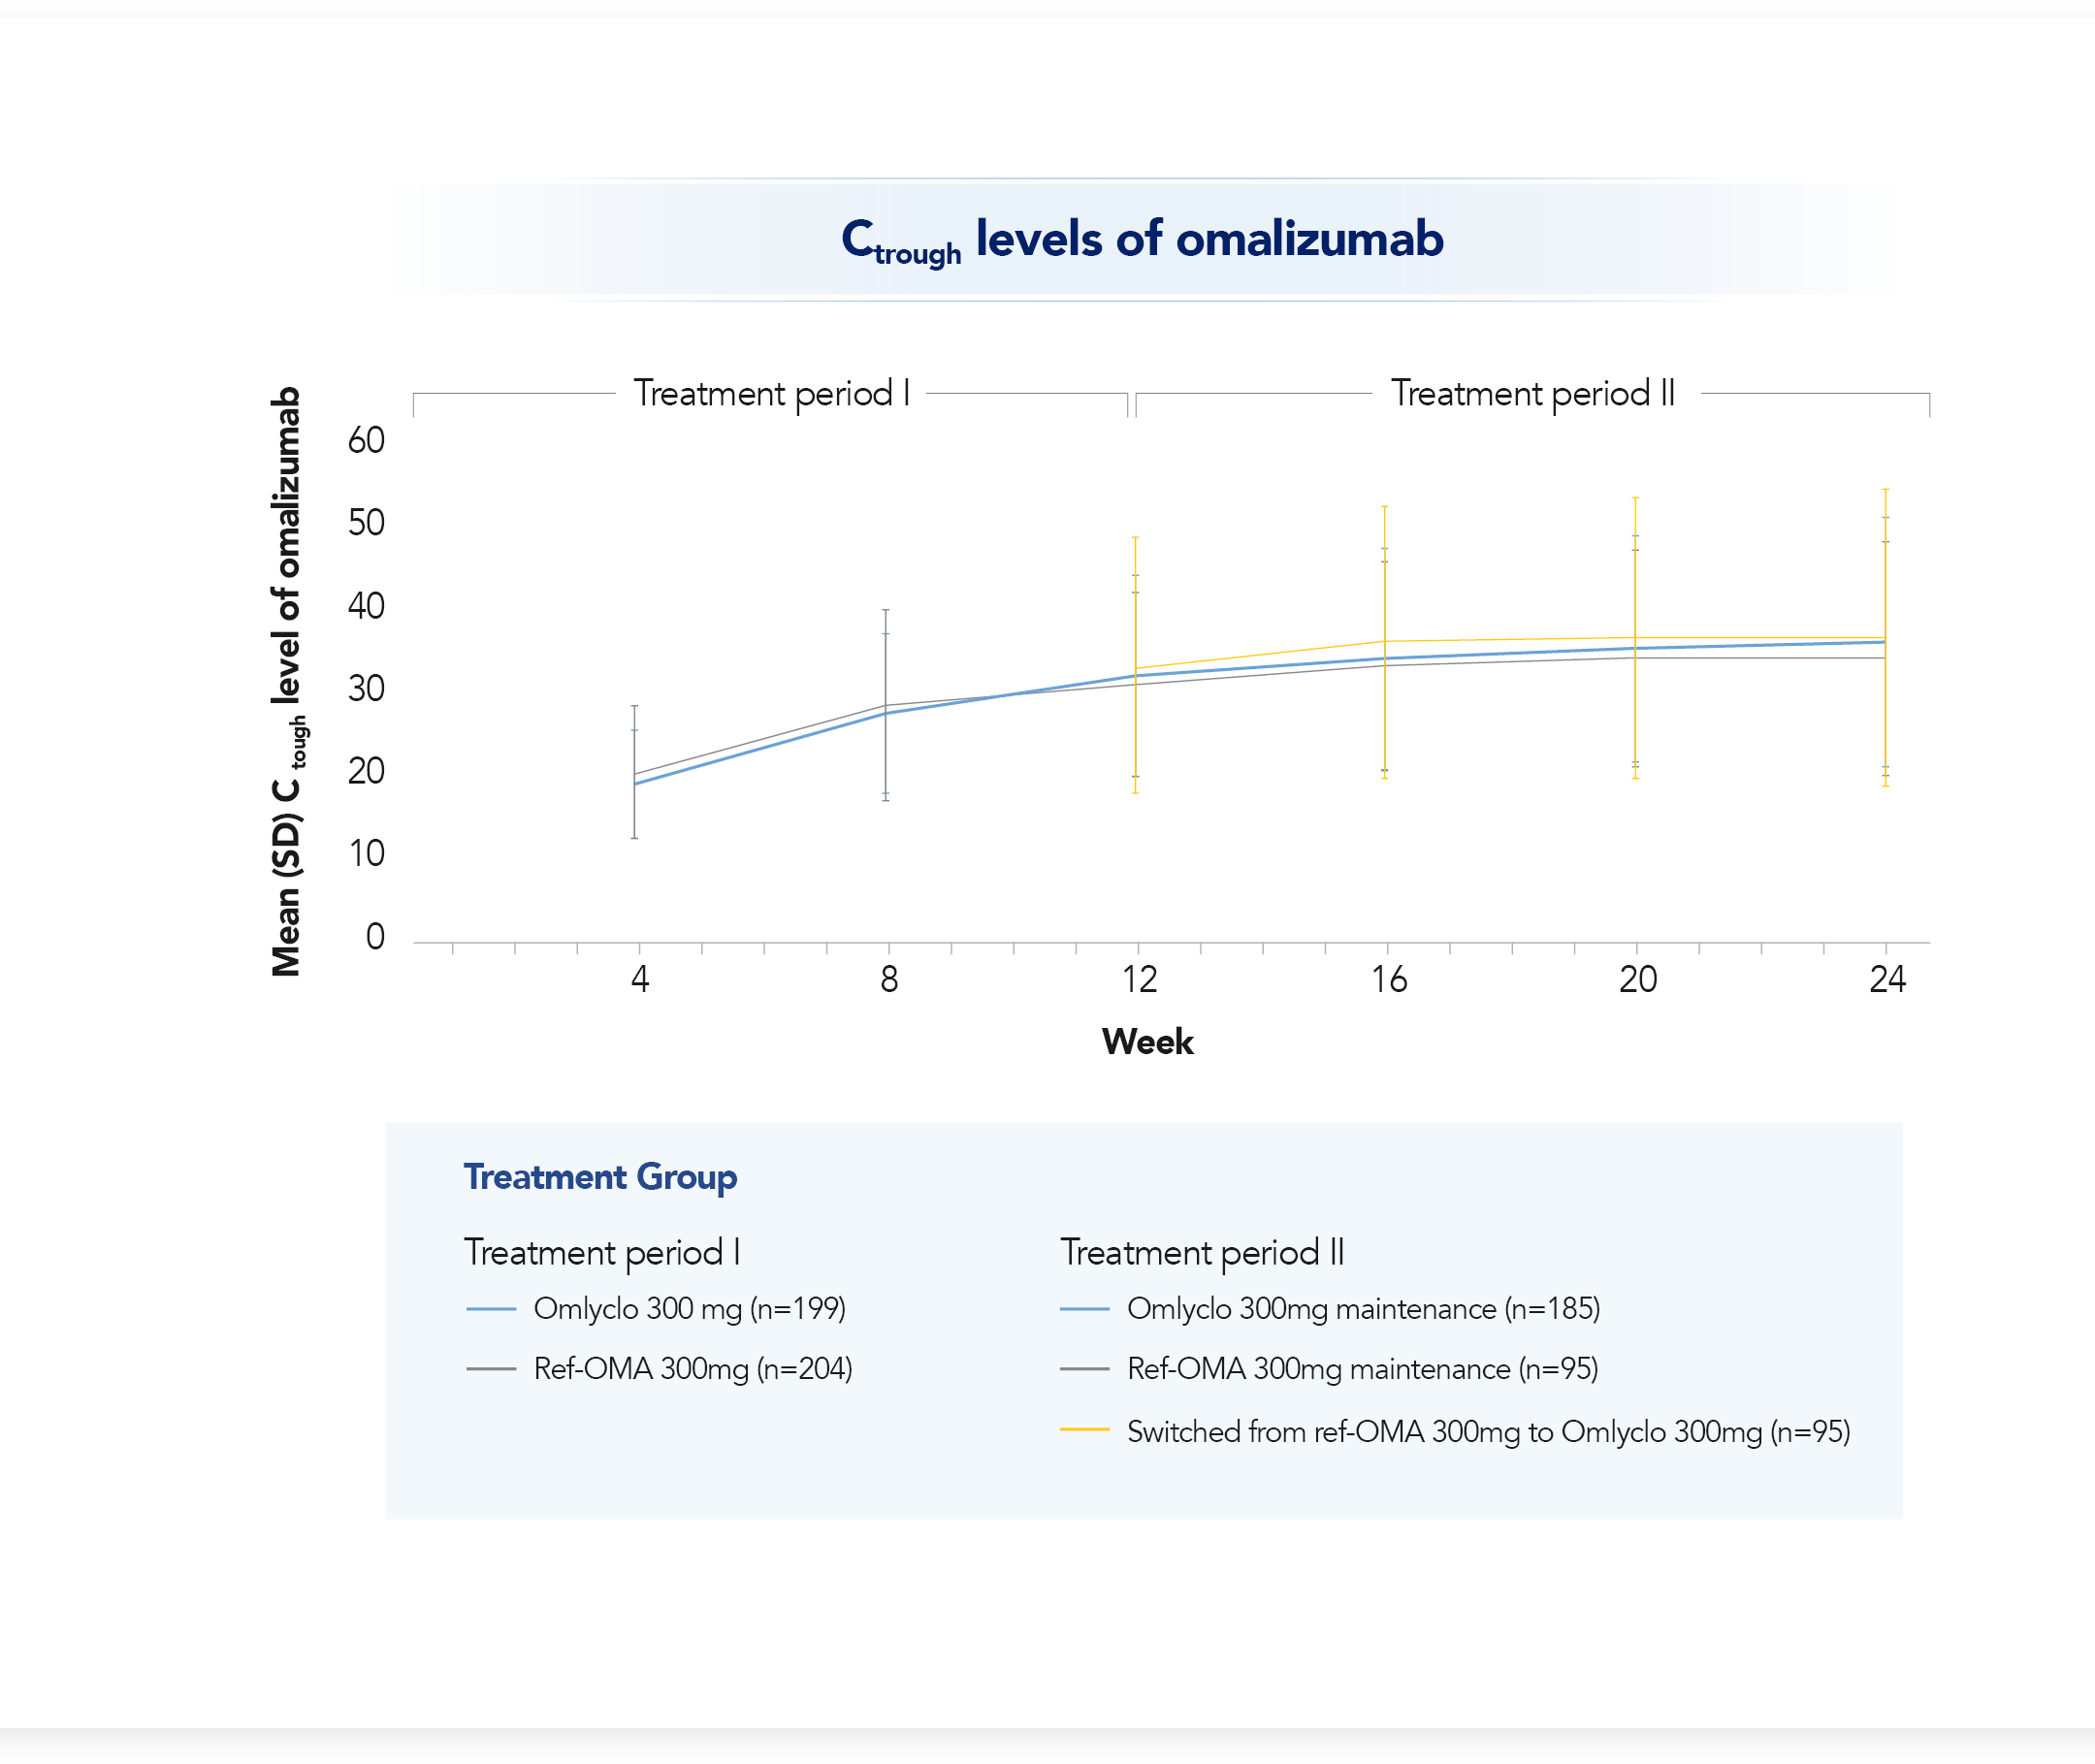 Ctrough levels of omalizumab
Treatment period I
Treatment period II
Mean (SD) C tough level of omalizumab
60
50
40
30
20
10
0
4
8
12
16
20
24
Week
Treatment Group
Treatment period I
Omlyclo 300 mg (n=199)
Ref-OMA 300mg (n=204)
Treatment period II
Omlyclo 300mg maintenance (n=185)
Ref-OMA 300mg maintenance (n=95)
Switched from ref-OMA 300mg to Omlyclo 300mg (n=95)